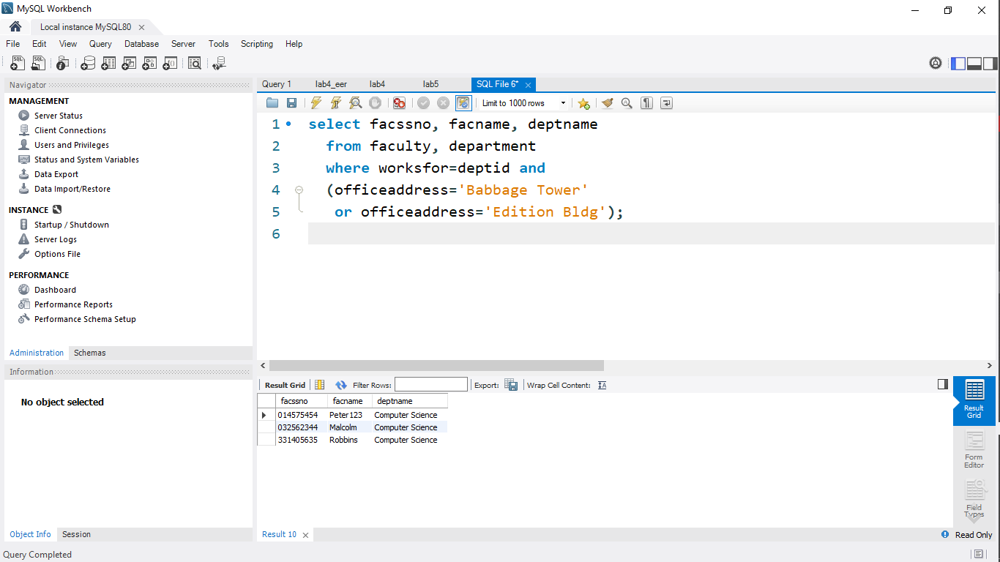 MySQL Workbench
Local instance MySQL80
File Edit View Query Database Server Tools Scripting Help
Navigator
MANAGEMENT
Server Status
Client Connections
Users and Privileges
Status and System Variables
Data Export
Data Import/Restore
INSTANCE
Startup / Shutdown
Server Logs
Options File
PERFORMANCE
Dashboard
Performance Reports
Performance Schema Setup
Administration Schemas
Information
No object selected
Object Info Session
Query 1 lab4_eer lab4 lab5 SQL File 6*
Limit to 1000 rows
1 select facssno, facname, deptname
2 from faculty, department
3 where worksfor=deptid and
4 (officeaddress='Babbage Tower'
5 or officeaddress='Edition Bldg');
6
Result Grid Filter Rows: Export: Wrap Cell Content:
facssno facname deptname
014575454 Peter123 Computer Science
032562344 Malcolm Computer Science
331405635 Robbins Computer Science
Result
Grid
Form
Editor
Field
Types
Result 10
Read Only
Query Completed